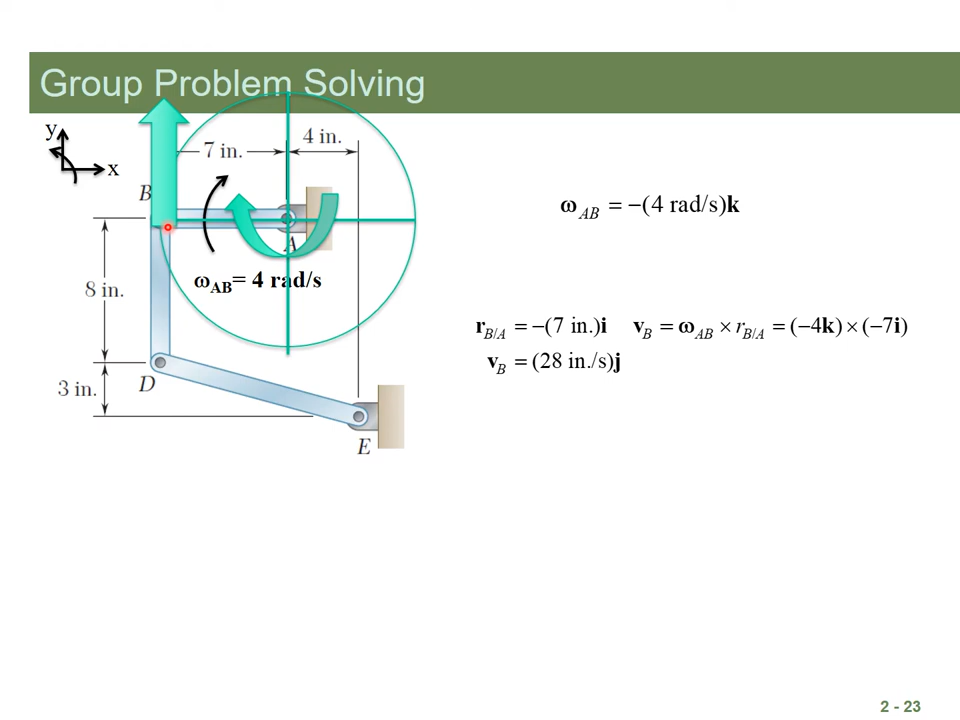 Group Problem Solving
y
x
7 in.
4 in.
B
A
ω_AB = −(4 rad/s)k
ωAB= 4 rad/s
8 in.
r_B/A = −(7 in.)i v_B = ω_AB × r_B/A = (−4k) × (−7i)
v_B = (28 in./s)j
3 in.
D
E
2 - 23